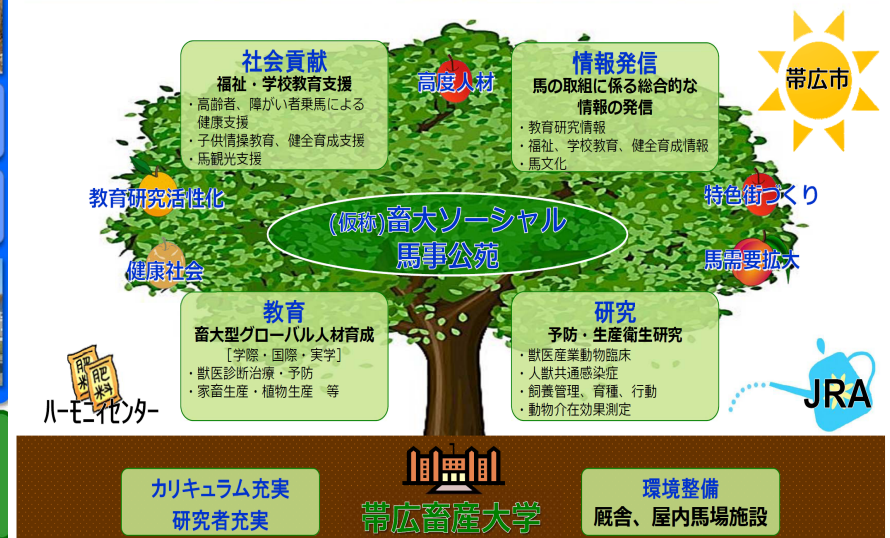 社会貢献
福祉・学校教育支援
・高齢者、障がい者乗馬による
健康支援
・子供情操教育、健全育成支援
・馬観光支援
高度人材
情報発信
馬の取組に係る総合的な
情報の発信
・教育研究情報
・福祉、学校教育、健全育成情報
・馬文化
帯広市
教育研究活性化
特色街づくり
(仮称)畜大ソーシャル
馬事公苑
健康社会
馬需要拡大
教育
畜大型グローバル人材育成
［学際・国際・実学］
・獣医診断治療・予防
・家畜生産・植物生産　等
研究
予防・生産衛生研究
・獣医産業動物臨床
・人獣共通感染症
・飼養管理、育種、行動
・動物介在効果測定
肥料
肥料
ハーモニィセンター
JRA
カリキュラム充実
研究者充実
帯広畜産大学
環境整備
厩舎、屋内馬場施設